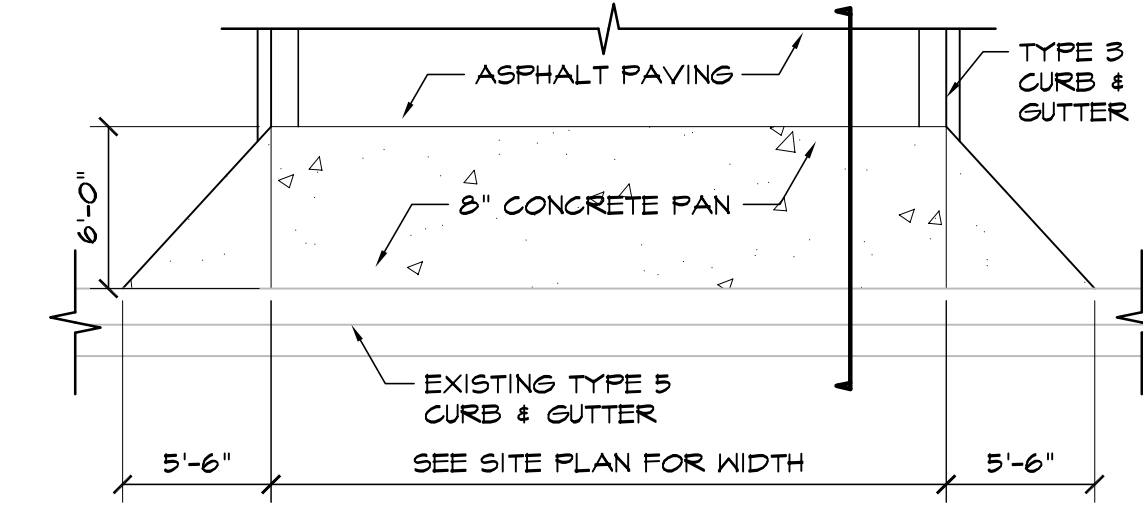 ASPHALT PAVING
TYPE 3
CURB &
GUTTER
6'-0"
8" CONCRETE PAN
EXISTING TYPE 5
CURB & GUTTER
5'-6"
SEE SITE PLAN FOR WIDTH
5'-6"